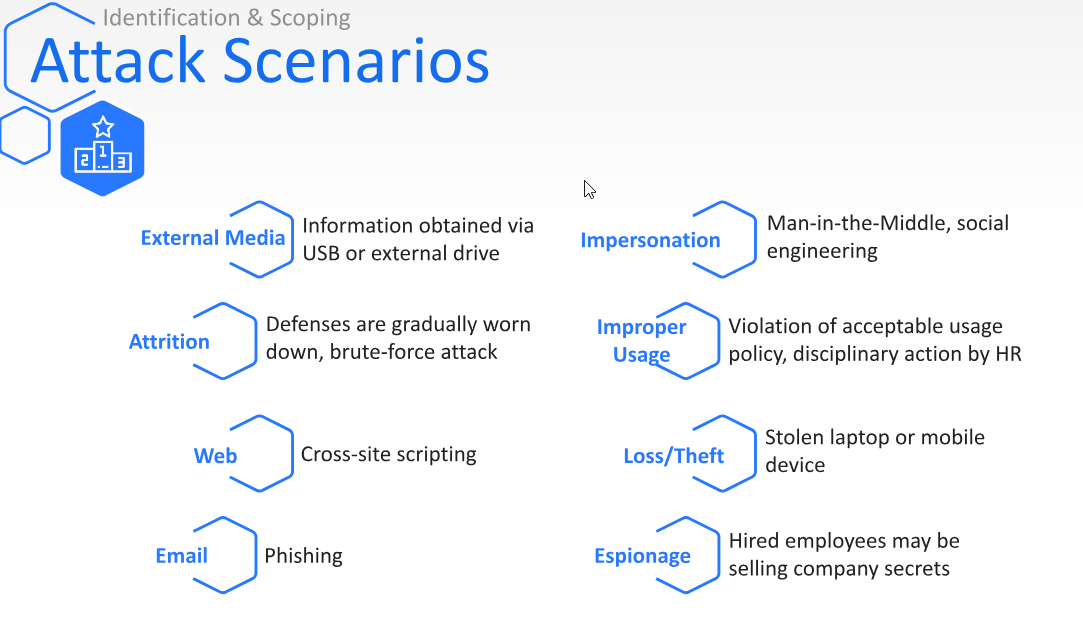 Identification & Scoping
Attack Scenarios
2 1 3
External Media
Information obtained via
USB or external drive
Attrition
Defenses are gradually worn
down, brute-force attack
Web
Cross-site scripting
Email
Phishing
Impersonation
Man-in-the-Middle, social
engineering
Improper
Usage
Violation of acceptable usage
policy, disciplinary action by HR
Loss/Theft
Stolen laptop or mobile
device
Espionage
Hired employees may be
selling company secrets